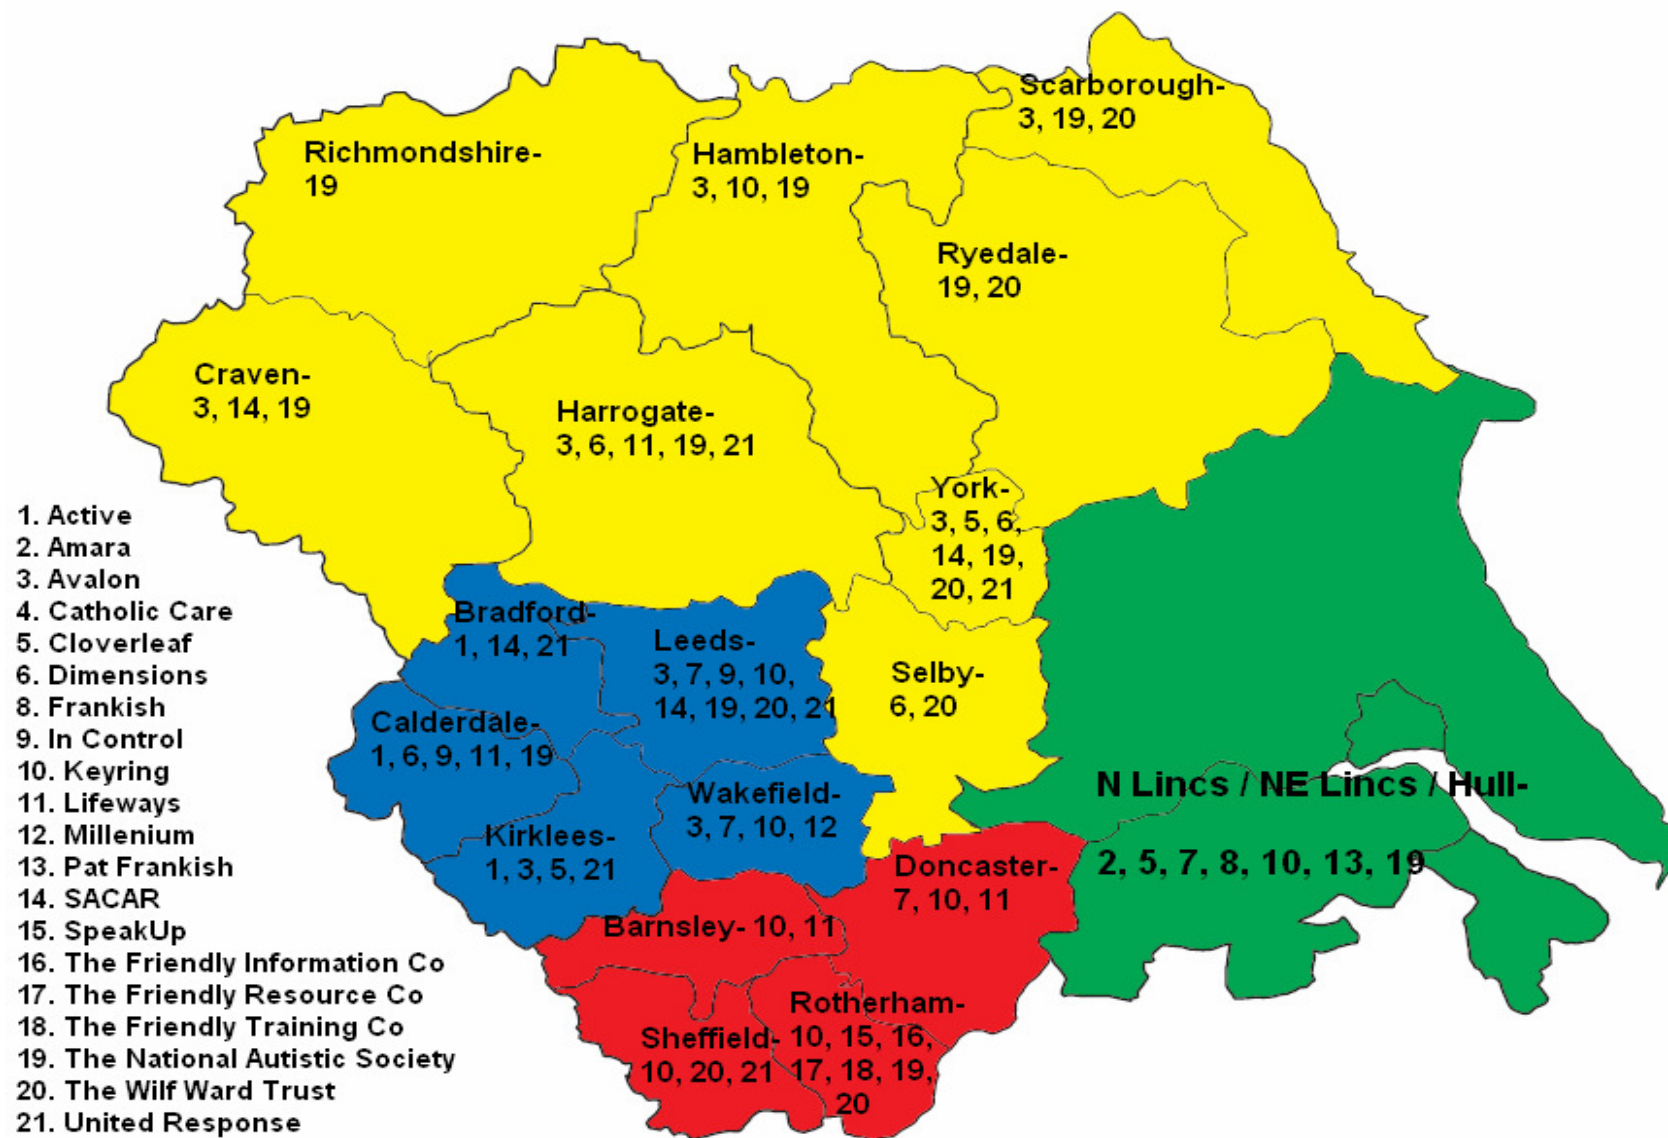 Scarborough-
3, 19, 20
Richmondshire-
19
Hambleton-
3, 10, 19
Ryedale-
19, 20
Craven-
3, 14, 19
Harrogate-
3, 6, 11, 19, 21
York-
3, 5, 6,
14, 19,
20, 21
Bradford-
1, 14, 21
Leeds-
3, 7, 9, 10,
14, 19, 20, 21
Selby-
6, 20
Calderdale-
1, 6, 9, 11, 19
Wakefield-
3, 7, 10, 12
N Lincs / NE Lincs / Hull-
2, 5, 7, 8, 10, 13, 19
Kirklees-
1, 3, 5, 21
Doncaster-
7, 10, 11
Barnsley- 10, 11
Rotherham-
10, 15, 16,
17, 18, 19,
20
Sheffield-
10, 20, 21
1. Active
2. Amara
3. Avalon
4. Catholic Care
5. Cloverleaf
6. Dimensions
8. Frankish
9. In Control
10. Keyring
11. Lifeways
12. Millenium
13. Pat Frankish
14. SACAR
15. SpeakUp
16. The Friendly Information Co
17. The Friendly Resource Co
18. The Friendly Training Co
19. The National Autistic Society
20. The Wilf Ward Trust
21. United Response